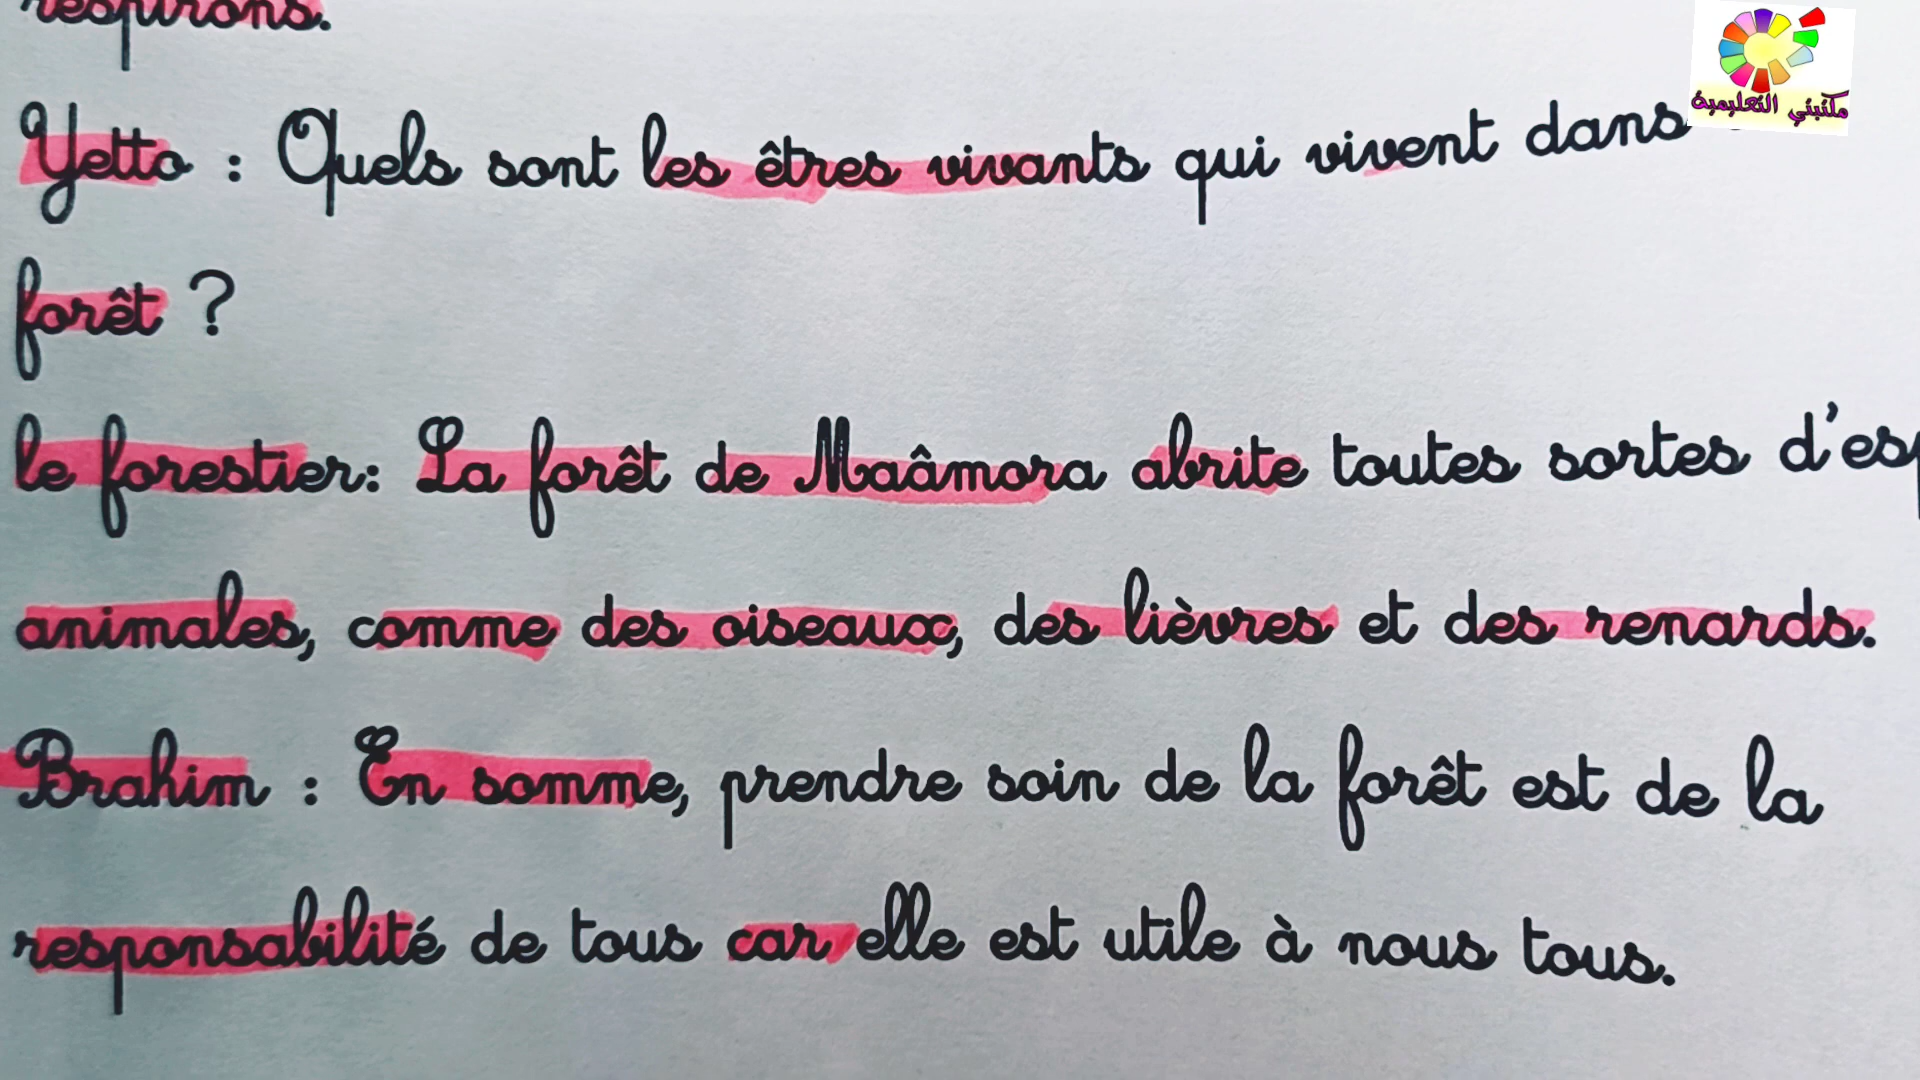 respirons.
مكتبتي التعليمية
Yetto : Quels sont les êtres vivants qui vivent dans
forêt ?
le forestier: La forêt de Maâmora abrite toutes sortes
animales, comme des oiseaux, des lièvres et des renards.
Brahim : En somme, prendre soin de la forêt est de la
responsabilité de tous car elle est utile à nous tous.